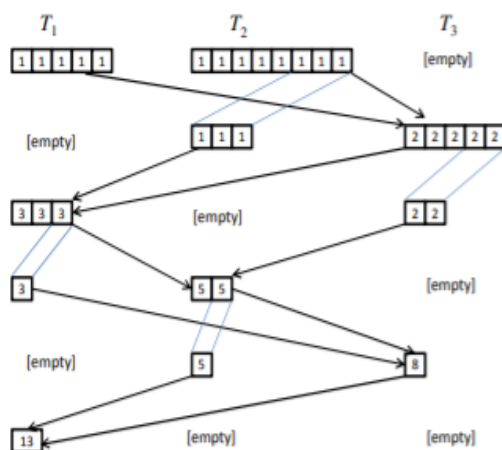 T₁ T₂ T₃
1 1 1 1 1 1 1 1 1 1 1 1 1 [empty]
[empty] 1 1 1 2 2 2 2 2
3 3 3 [empty] 2 2
3 5 5 [empty]
[empty] 5 8
13 [empty] [empty]